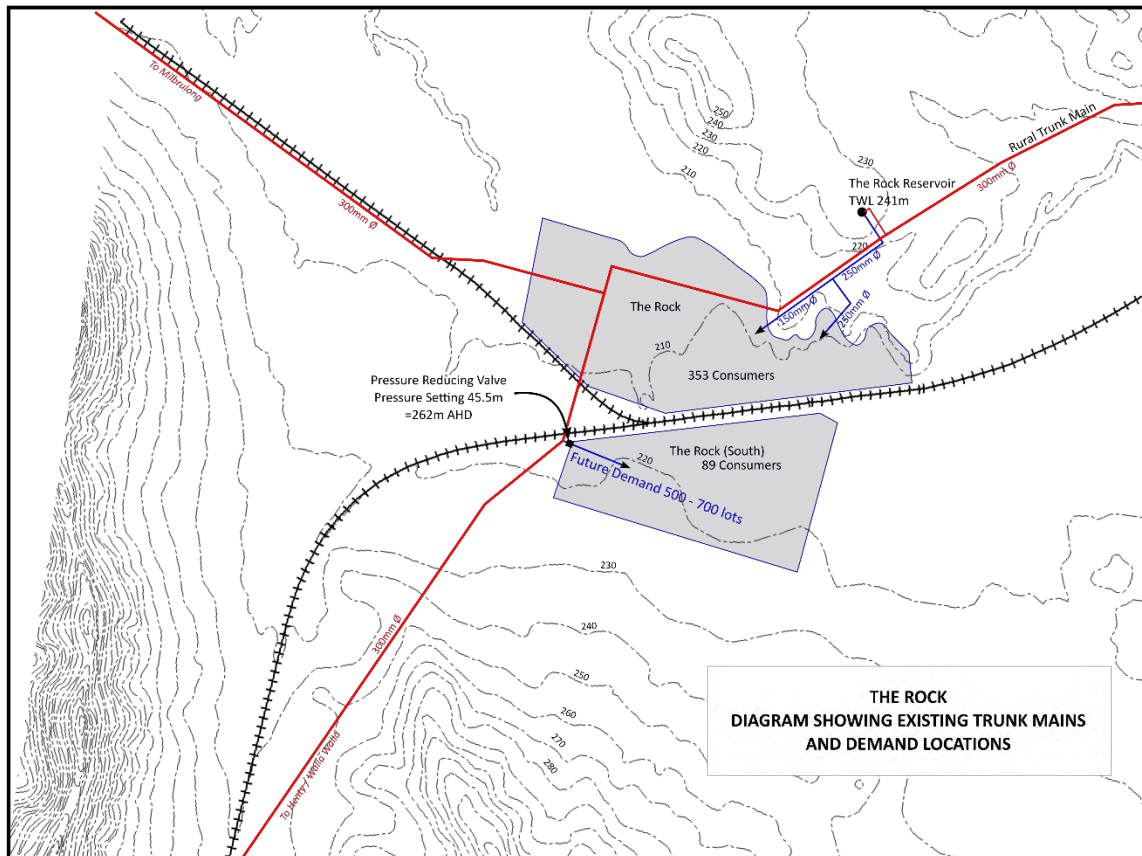 To Milbrulong
300mm Ø
250
240
230
220
210
230
Rural Trunk Main
300mm Ø
The Rock Reservoir
TWL 241m
220
250mm Ø
150mm Ø
250mm Ø
The Rock
210
210
353 Consumers
Pressure Reducing Valve
Pressure Setting 45.5m
=262m AHD
The Rock (South)
89 Consumers
220
Future Demand 500 - 700 lots
230
240
250
260
270
280
300mm Ø
To Henty / Walla Walla
THE ROCK
DIAGRAM SHOWING EXISTING TRUNK MAINS
AND DEMAND LOCATIONS